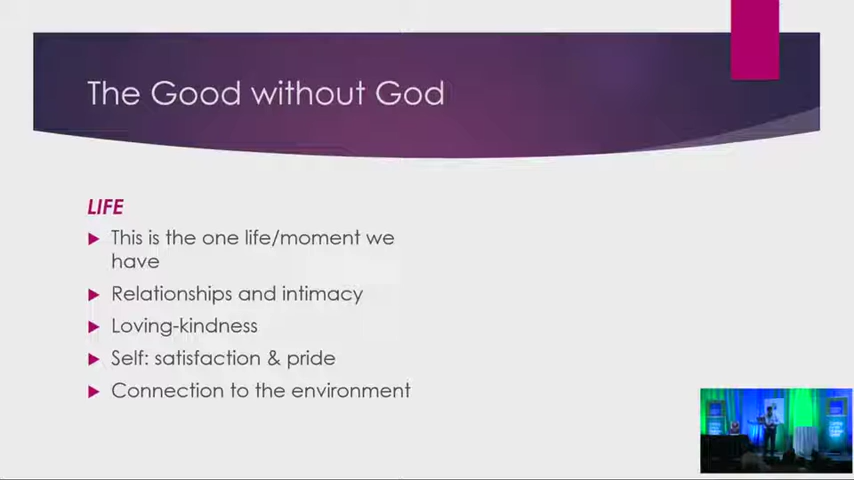 The Good without God
LIFE
This is the one life/moment we
have
Relationships and intimacy
Loving-kindness
Self: satisfaction & pride
Connection to the environment